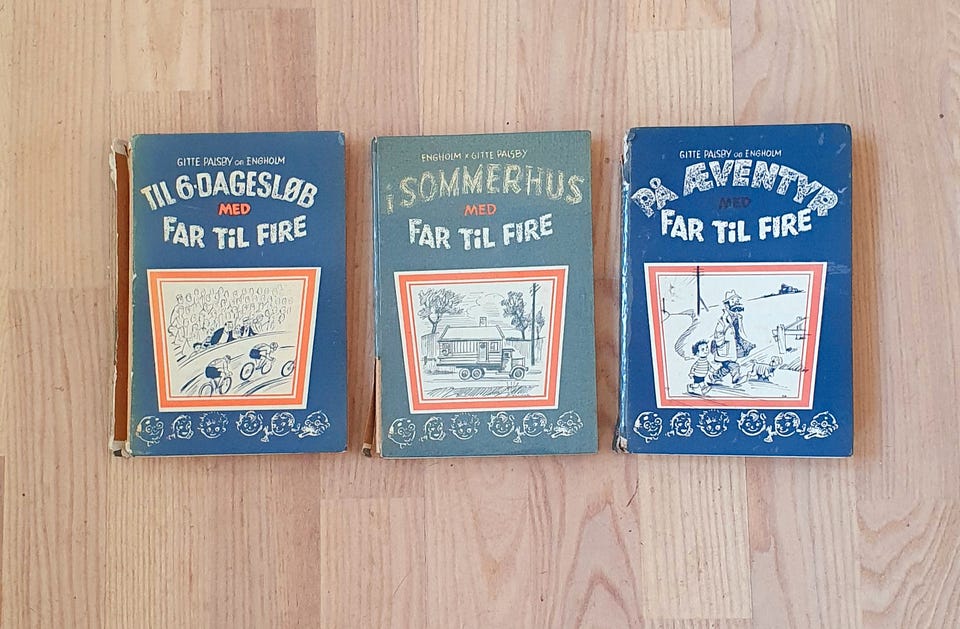 GITTE PALSBY OG ENGHOLM
TIL 6-DAGESLØB
MED
FAR TIL FIRE
ENGHOLM x GITTE PALSBY
i SOMMERHUS
MED
FAR TIL FIRE
GITTE PALSBY OG ENGHOLM
PÅ ÆVENTYR
MED
FAR TIL FIRE